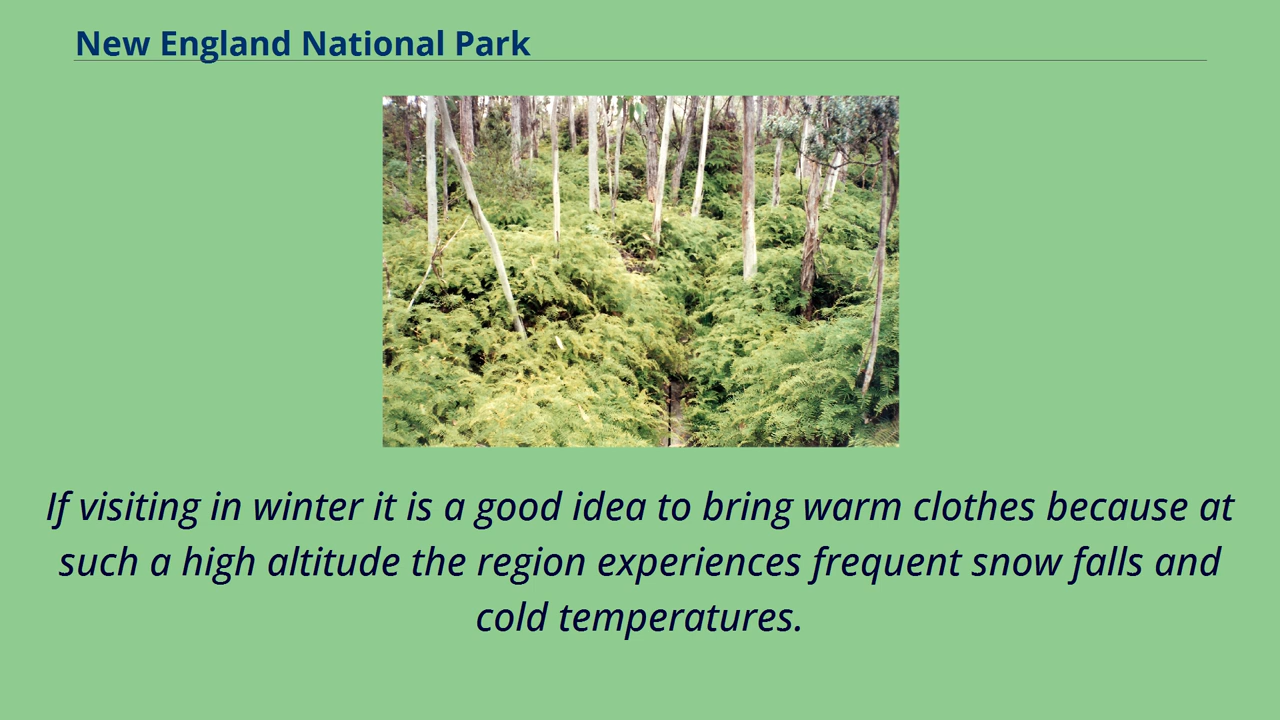 New England National Park
If visiting in winter it is a good idea to bring warm clothes because at
such a high altitude the region experiences frequent snow falls and
cold temperatures.